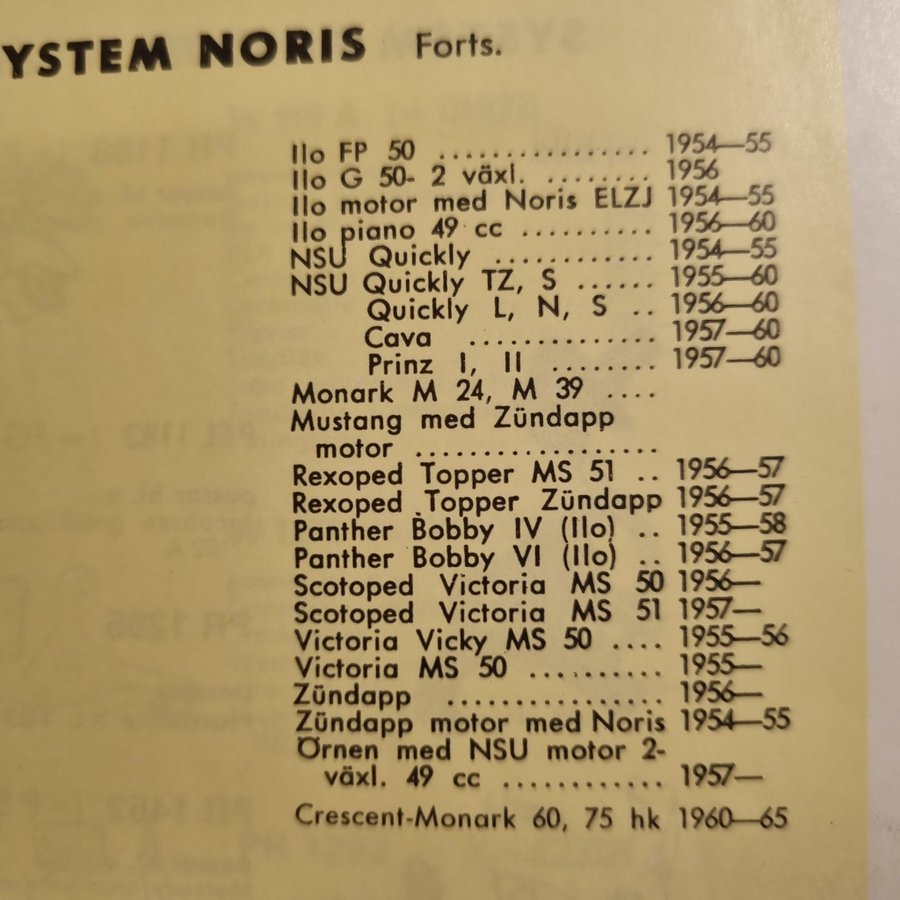 YSTEM NORIS Forts.
Ilo FP 50 ................ 1954—55
Ilo G 50- 2 växl. ........ 1956
Ilo motor med Noris ELZJ 1954—55
Ilo piano 49 cc .......... 1956—60
NSU Quickly ............ 1954—55
NSU Quickly TZ, S ...... 1955—60
Quickly L, N, S .. 1956—60
Cava .............. 1957—60
Prinz I, II ........ 1957—60
Monark M 24, M 39 ....
Mustang med Zündapp
motor ..................
Rexoped Topper MS 51 .. 1956—57
Rexoped Topper Zündapp 1956—57
Panther Bobby IV (Ilo) .. 1955—58
Panther Bobby VI (Ilo) .. 1956—57
Scotoped Victoria MS 50 1956—
Scotoped Victoria MS 51 1957—
Victoria Vicky MS 50 .... 1955—56
Victoria MS 50 .......... 1955—
Zündapp ................ 1956—
Zündapp motor med Noris 1954—55
Örnen med NSU motor 2-
växl. 49 cc ............ 1957—
Crescent-Monark 60, 75 hk 1960—65